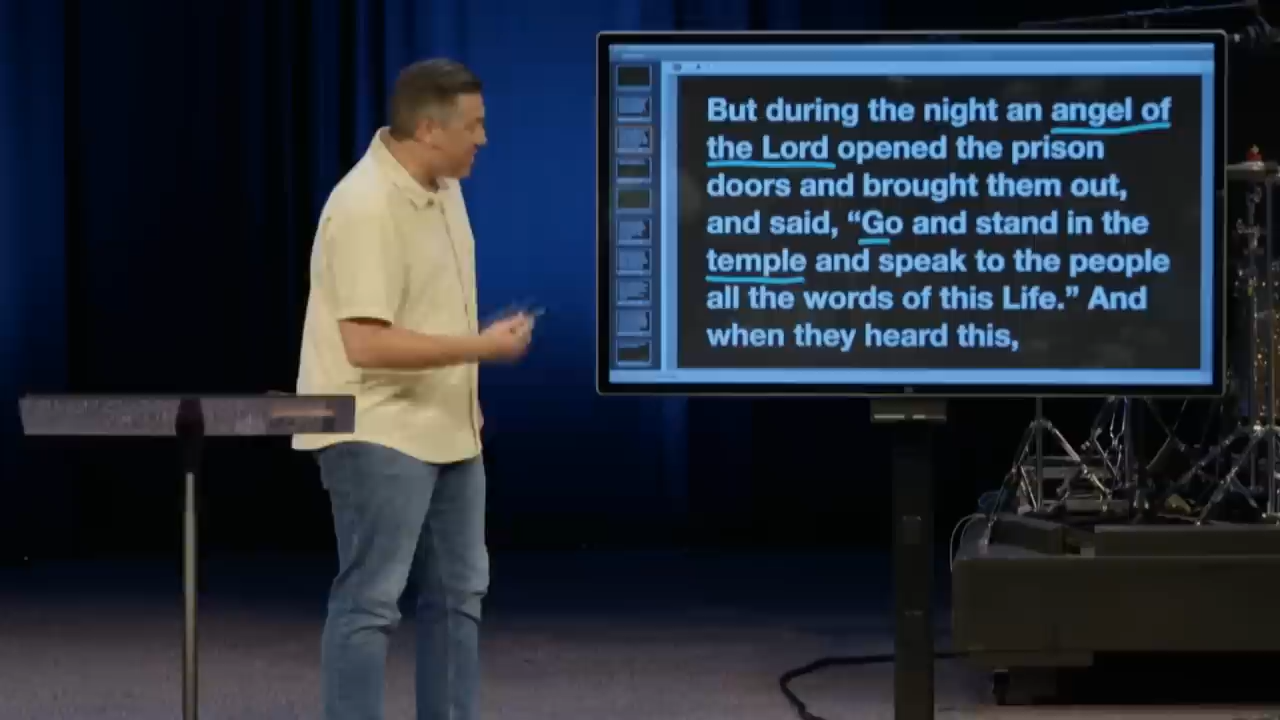 But during the night an angel of
the Lord opened the prison
doors and brought them out,
and said, “Go and stand in the
temple and speak to the people
all the words of this Life.” And
when they heard this,